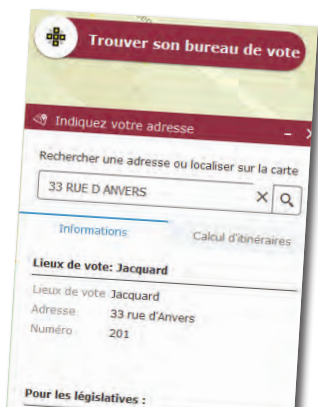 Trouver son bureau de vote
Indiquez votre adresse
Rechercher une adresse ou localiser sur la carte
33 RUE D ANVERS
Informations Calcul d'itinéraires
Lieux de vote: Jacquard
Lieux de vote Jacquard
Adresse 33 rue d'Anvers
Numéro 201
Pour les législatives :